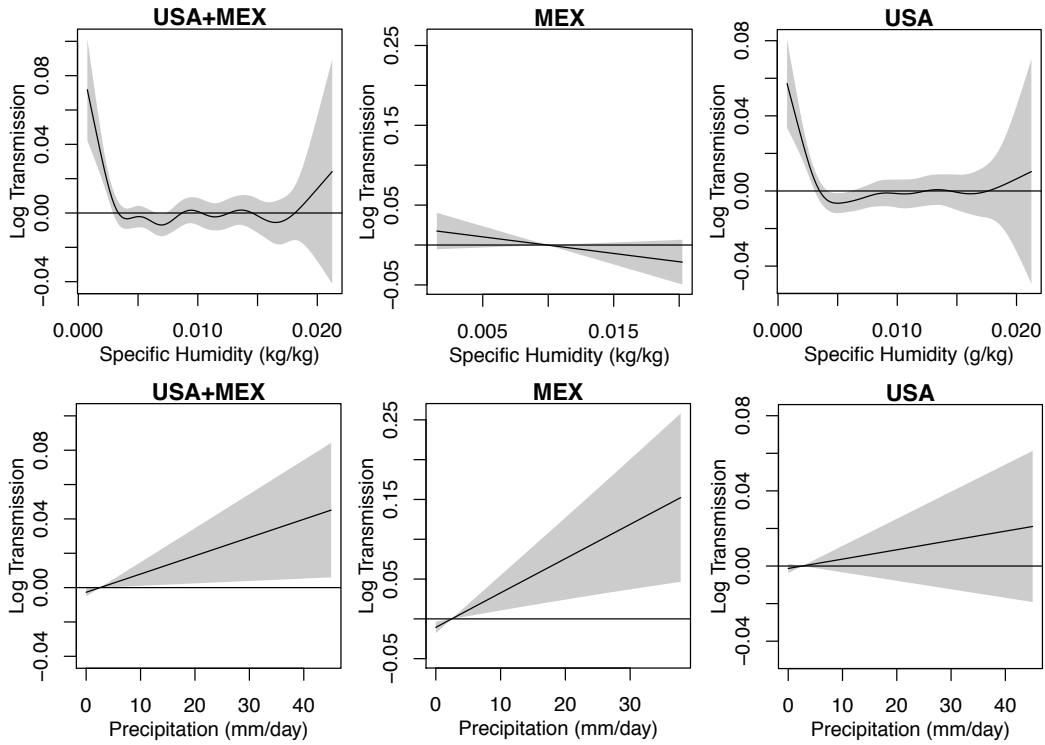 USA+MEX
Log Transmission
−0.04 0.00 0.04 0.08
0.000 0.010 0.020
Specific Humidity (kg/kg)
MEX
Log Transmission
−0.05 0.05 0.15 0.25
0.005 0.015
Specific Humidity (kg/kg)
USA
Log Transmission
−0.04 0.00 0.04 0.08
0.000 0.010 0.020
Specific Humidity (g/kg)
USA+MEX
Log Transmission
−0.04 0.00 0.04 0.08
0 10 20 30 40
Precipitation (mm/day)
MEX
Log Transmission
−0.05 0.05 0.15 0.25
0 10 20 30
Precipitation (mm/day)
USA
Log Transmission
−0.04 0.00 0.04 0.08
0 10 20 30 40
Precipitation (mm/day)